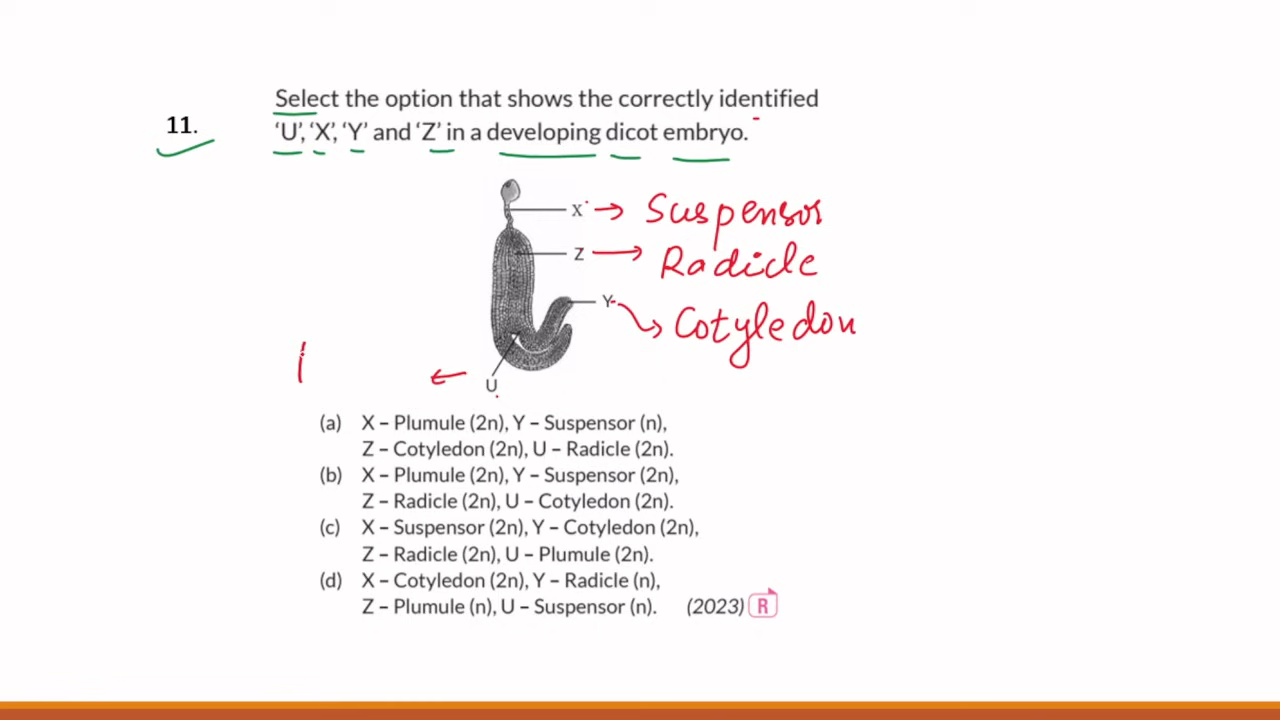 Select the option that shows the correctly identified
11. ‘U’, ‘X’, ‘Y’ and ‘Z’ in a developing dicot embryo.
X → Suspensor
Z → Radicle
Y → Cotyledon
U
(a) X – Plumule (2n), Y – Suspensor (n),
Z – Cotyledon (2n), U – Radicle (2n).
(b) X – Plumule (2n), Y – Suspensor (2n),
Z – Radicle (2n), U – Cotyledon (2n).
(c) X – Suspensor (2n), Y – Cotyledon (2n),
Z – Radicle (2n), U – Plumule (2n).
(d) X – Cotyledon (2n), Y – Radicle (n),
Z – Plumule (n), U – Suspensor (n). (2023) R